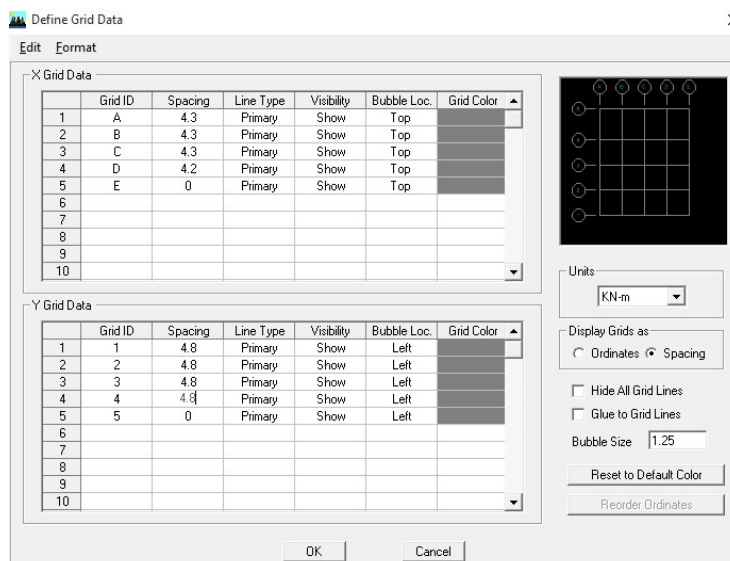 Define Grid Data
Edit Format
X Grid Data
Grid ID Spacing Line Type Visibility Bubble Loc. Grid Color
1 A 4.3 Primary Show Top
2 B 4.3 Primary Show Top
3 C 4.3 Primary Show Top
4 D 4.2 Primary Show Top
5 E 0 Primary Show Top
6
7
8
9
10
Y Grid Data
Grid ID Spacing Line Type Visibility Bubble Loc. Grid Color
1 1 4.8 Primary Show Left
2 2 4.8 Primary Show Left
3 3 4.8 Primary Show Left
4 4 4.8 Primary Show Left
5 5 0 Primary Show Left
6
7
8
9
10
A B C D E
5
4
3
2
1
Units
KN-m
Display Grids as
Ordinates Spacing
Hide All Grid Lines
Glue to Grid Lines
Bubble Size 1.25
Reset to Default Color
Reorder Ordinates
OK Cancel